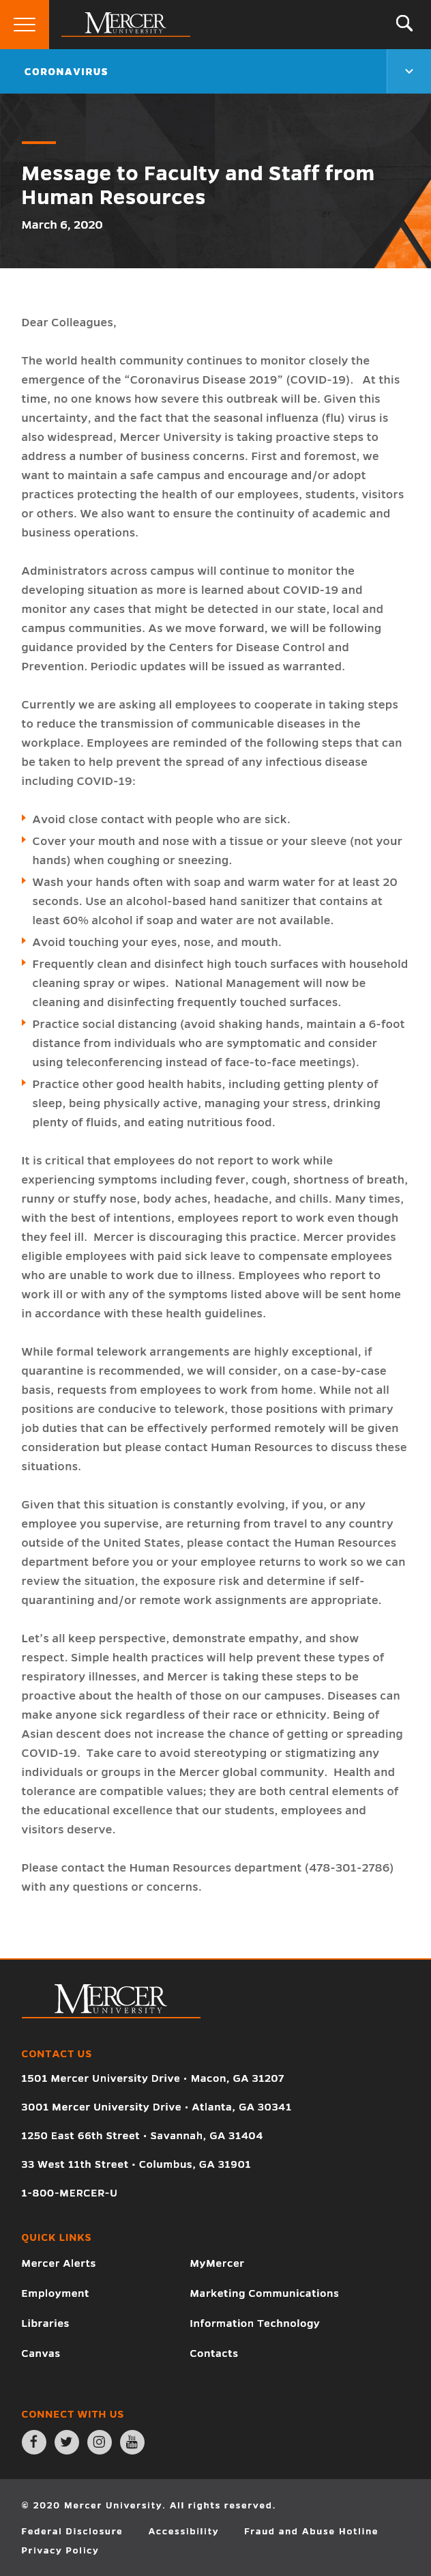 MERCER
UNIVERSITY
CORONAVIRUS
Message to Faculty and Staff from
Human Resources
March 6, 2020
Dear Colleagues,
The world health community continues to monitor closely the
emergence of the “Coronavirus Disease 2019” (COVID-19).   At this
time, no one knows how severe this outbreak will be. Given this
uncertainty, and the fact that the seasonal influenza (flu) virus is
also widespread, Mercer University is taking proactive steps to
address a number of business concerns. First and foremost, we
want to maintain a safe campus and encourage and/or adopt
practices protecting the health of our employees, students, visitors
or others. We also want to ensure the continuity of academic and
business operations.
Administrators across campus will continue to monitor the
developing situation as more is learned about COVID-19 and
monitor any cases that might be detected in our state, local and
campus communities. As we move forward, we will be following
guidance provided by the Centers for Disease Control and
Prevention. Periodic updates will be issued as warranted.
Currently we are asking all employees to cooperate in taking steps
to reduce the transmission of communicable diseases in the
workplace. Employees are reminded of the following steps that can
be taken to help prevent the spread of any infectious disease
including COVID-19:
Avoid close contact with people who are sick.
Cover your mouth and nose with a tissue or your sleeve (not your
hands) when coughing or sneezing.
Wash your hands often with soap and warm water for at least 20
seconds. Use an alcohol-based hand sanitizer that contains at
least 60% alcohol if soap and water are not available.
Avoid touching your eyes, nose, and mouth.
Frequently clean and disinfect high touch surfaces with household
cleaning spray or wipes.  National Management will now be
cleaning and disinfecting frequently touched surfaces.
Practice social distancing (avoid shaking hands, maintain a 6-foot
distance from individuals who are symptomatic and consider
using teleconferencing instead of face-to-face meetings).
Practice other good health habits, including getting plenty of
sleep, being physically active, managing your stress, drinking
plenty of fluids, and eating nutritious food.
It is critical that employees do not report to work while
experiencing symptoms including fever, cough, shortness of breath,
runny or stuffy nose, body aches, headache, and chills. Many times,
with the best of intentions, employees report to work even though
they feel ill.  Mercer is discouraging this practice. Mercer provides
eligible employees with paid sick leave to compensate employees
who are unable to work due to illness. Employees who report to
work ill or with any of the symptoms listed above will be sent home
in accordance with these health guidelines.
While formal telework arrangements are highly exceptional, if
quarantine is recommended, we will consider, on a case-by-case
basis, requests from employees to work from home. While not all
positions are conducive to telework, those positions with primary
job duties that can be effectively performed remotely will be given
consideration but please contact Human Resources to discuss these
situations.
Given that this situation is constantly evolving, if you, or any
employee you supervise, are returning from travel to any country
outside of the United States, please contact the Human Resources
department before you or your employee returns to work so we can
review the situation, the exposure risk and determine if self-
quarantining and/or remote work assignments are appropriate.
Let’s all keep perspective, demonstrate empathy, and show
respect. Simple health practices will help prevent these types of
respiratory illnesses, and Mercer is taking these steps to be
proactive about the health of those on our campuses. Diseases can
make anyone sick regardless of their race or ethnicity. Being of
Asian descent does not increase the chance of getting or spreading
COVID-19.  Take care to avoid stereotyping or stigmatizing any
individuals or groups in the Mercer global community.  Health and
tolerance are compatible values; they are both central elements of
the educational excellence that our students, employees and
visitors deserve.
Please contact the Human Resources department (478-301-2786)
with any questions or concerns.
MERCER
UNIVERSITY
CONTACT US
1501 Mercer University Drive • Macon, GA 31207
3001 Mercer University Drive • Atlanta, GA 30341
1250 East 66th Street • Savannah, GA 31404
33 West 11th Street • Columbus, GA 31901
1-800-MERCER-U
QUICK LINKS
Mercer Alerts MyMercer
Employment Marketing Communications
Libraries Information Technology
Canvas Contacts
CONNECT WITH US
You Tube
© 2020 Mercer University. All rights reserved.
Federal Disclosure Accessibility Fraud and Abuse Hotline
Privacy Policy